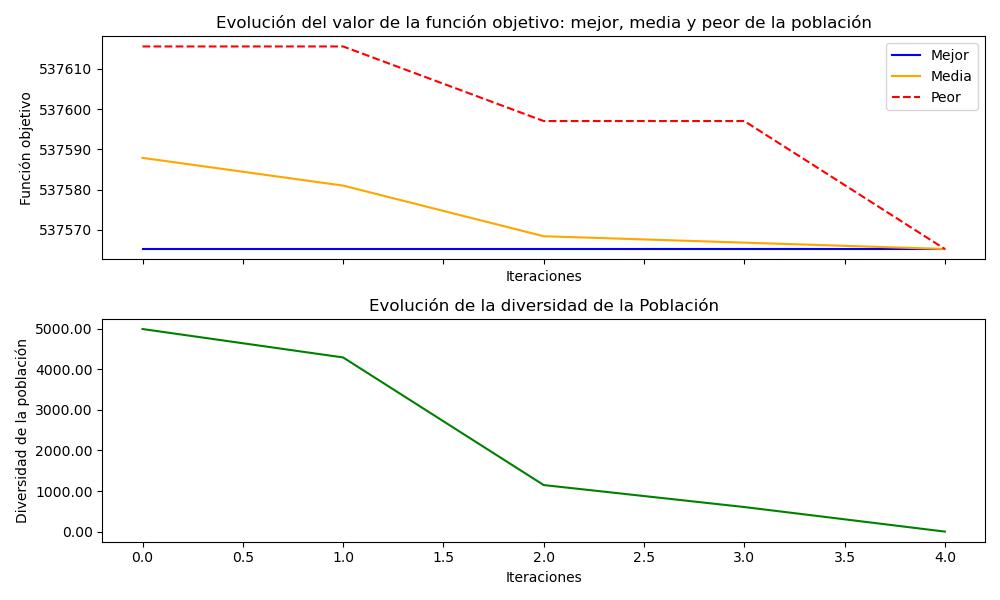 Evolución del valor de la función objetivo: mejor, media y peor de la población
Función objetivo
537610
537600
537590
537580
537570
Mejor
Media
Peor
Iteraciones
Evolución de la diversidad de la Población
Diversidad de la población
5000.00
4000.00
3000.00
2000.00
1000.00
0.00
0.0 0.5 1.0 1.5 2.0 2.5 3.0 3.5 4.0
Iteraciones